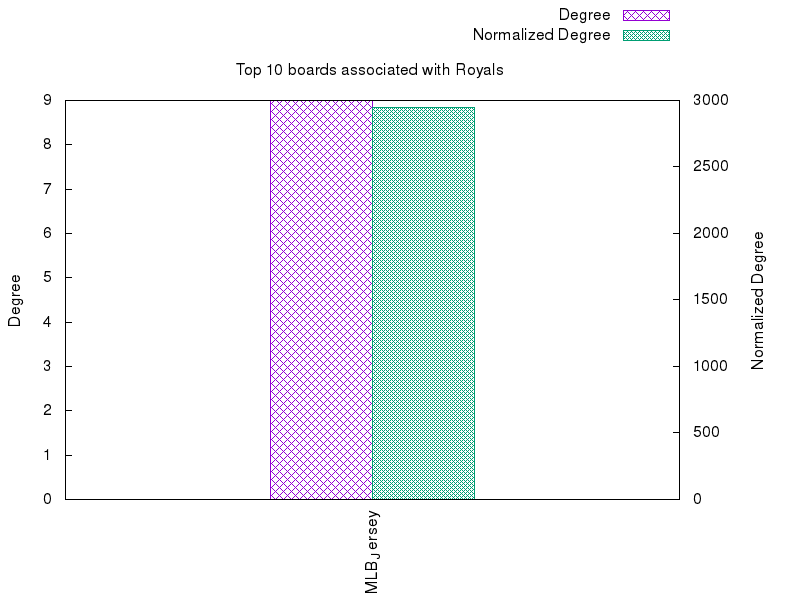 Degree
Normalized Degree
Top 10 boards associated with Royals
9
8
7
6
5
4
3
2
1
0
3000
2500
2000
1500
1000
500
0
Degree
Normalized Degree
MLB_Jersey